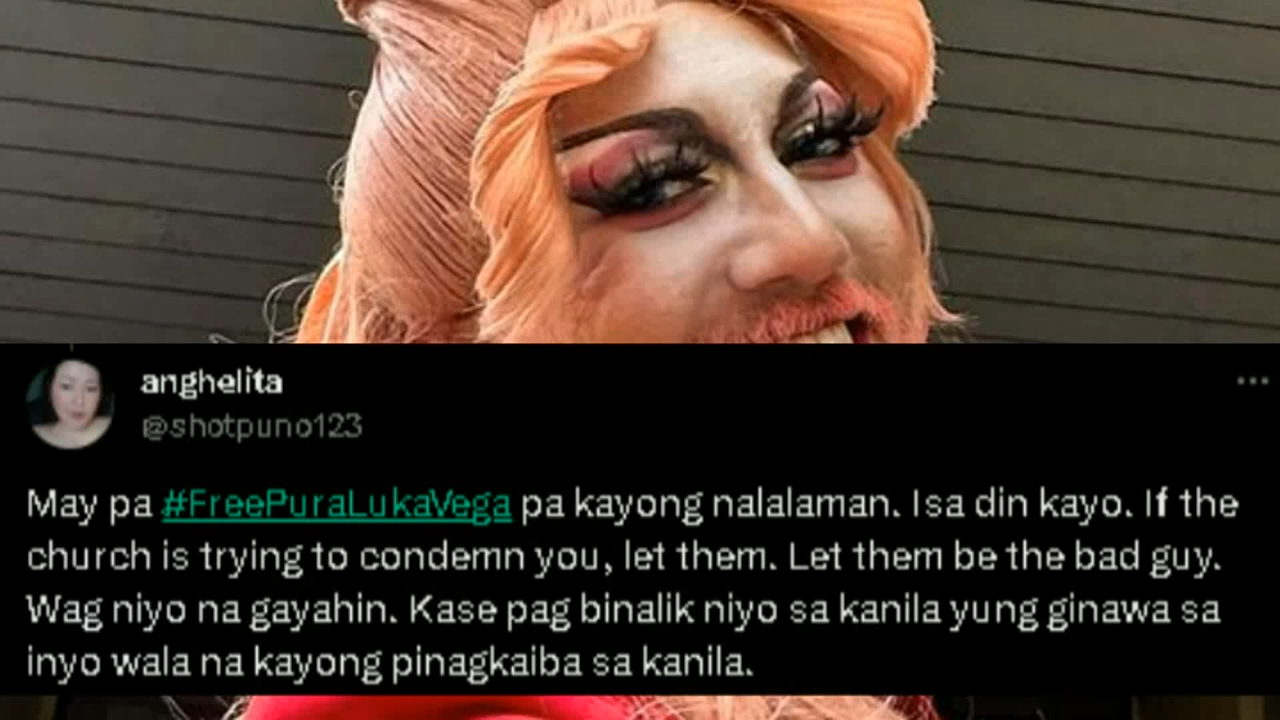 anghelita
@shotpuno123
May pa #FreePuraLukaVega pa kayong nalalaman. Isa din kayo. If the
church is trying to condemn you, let them. Let them be the bad guy.
Wag niyo na gayahin. Kase pag binalik niyo sa kanila yung ginawa sa
inyo wala na kayong pinagkaiba sa kanila.